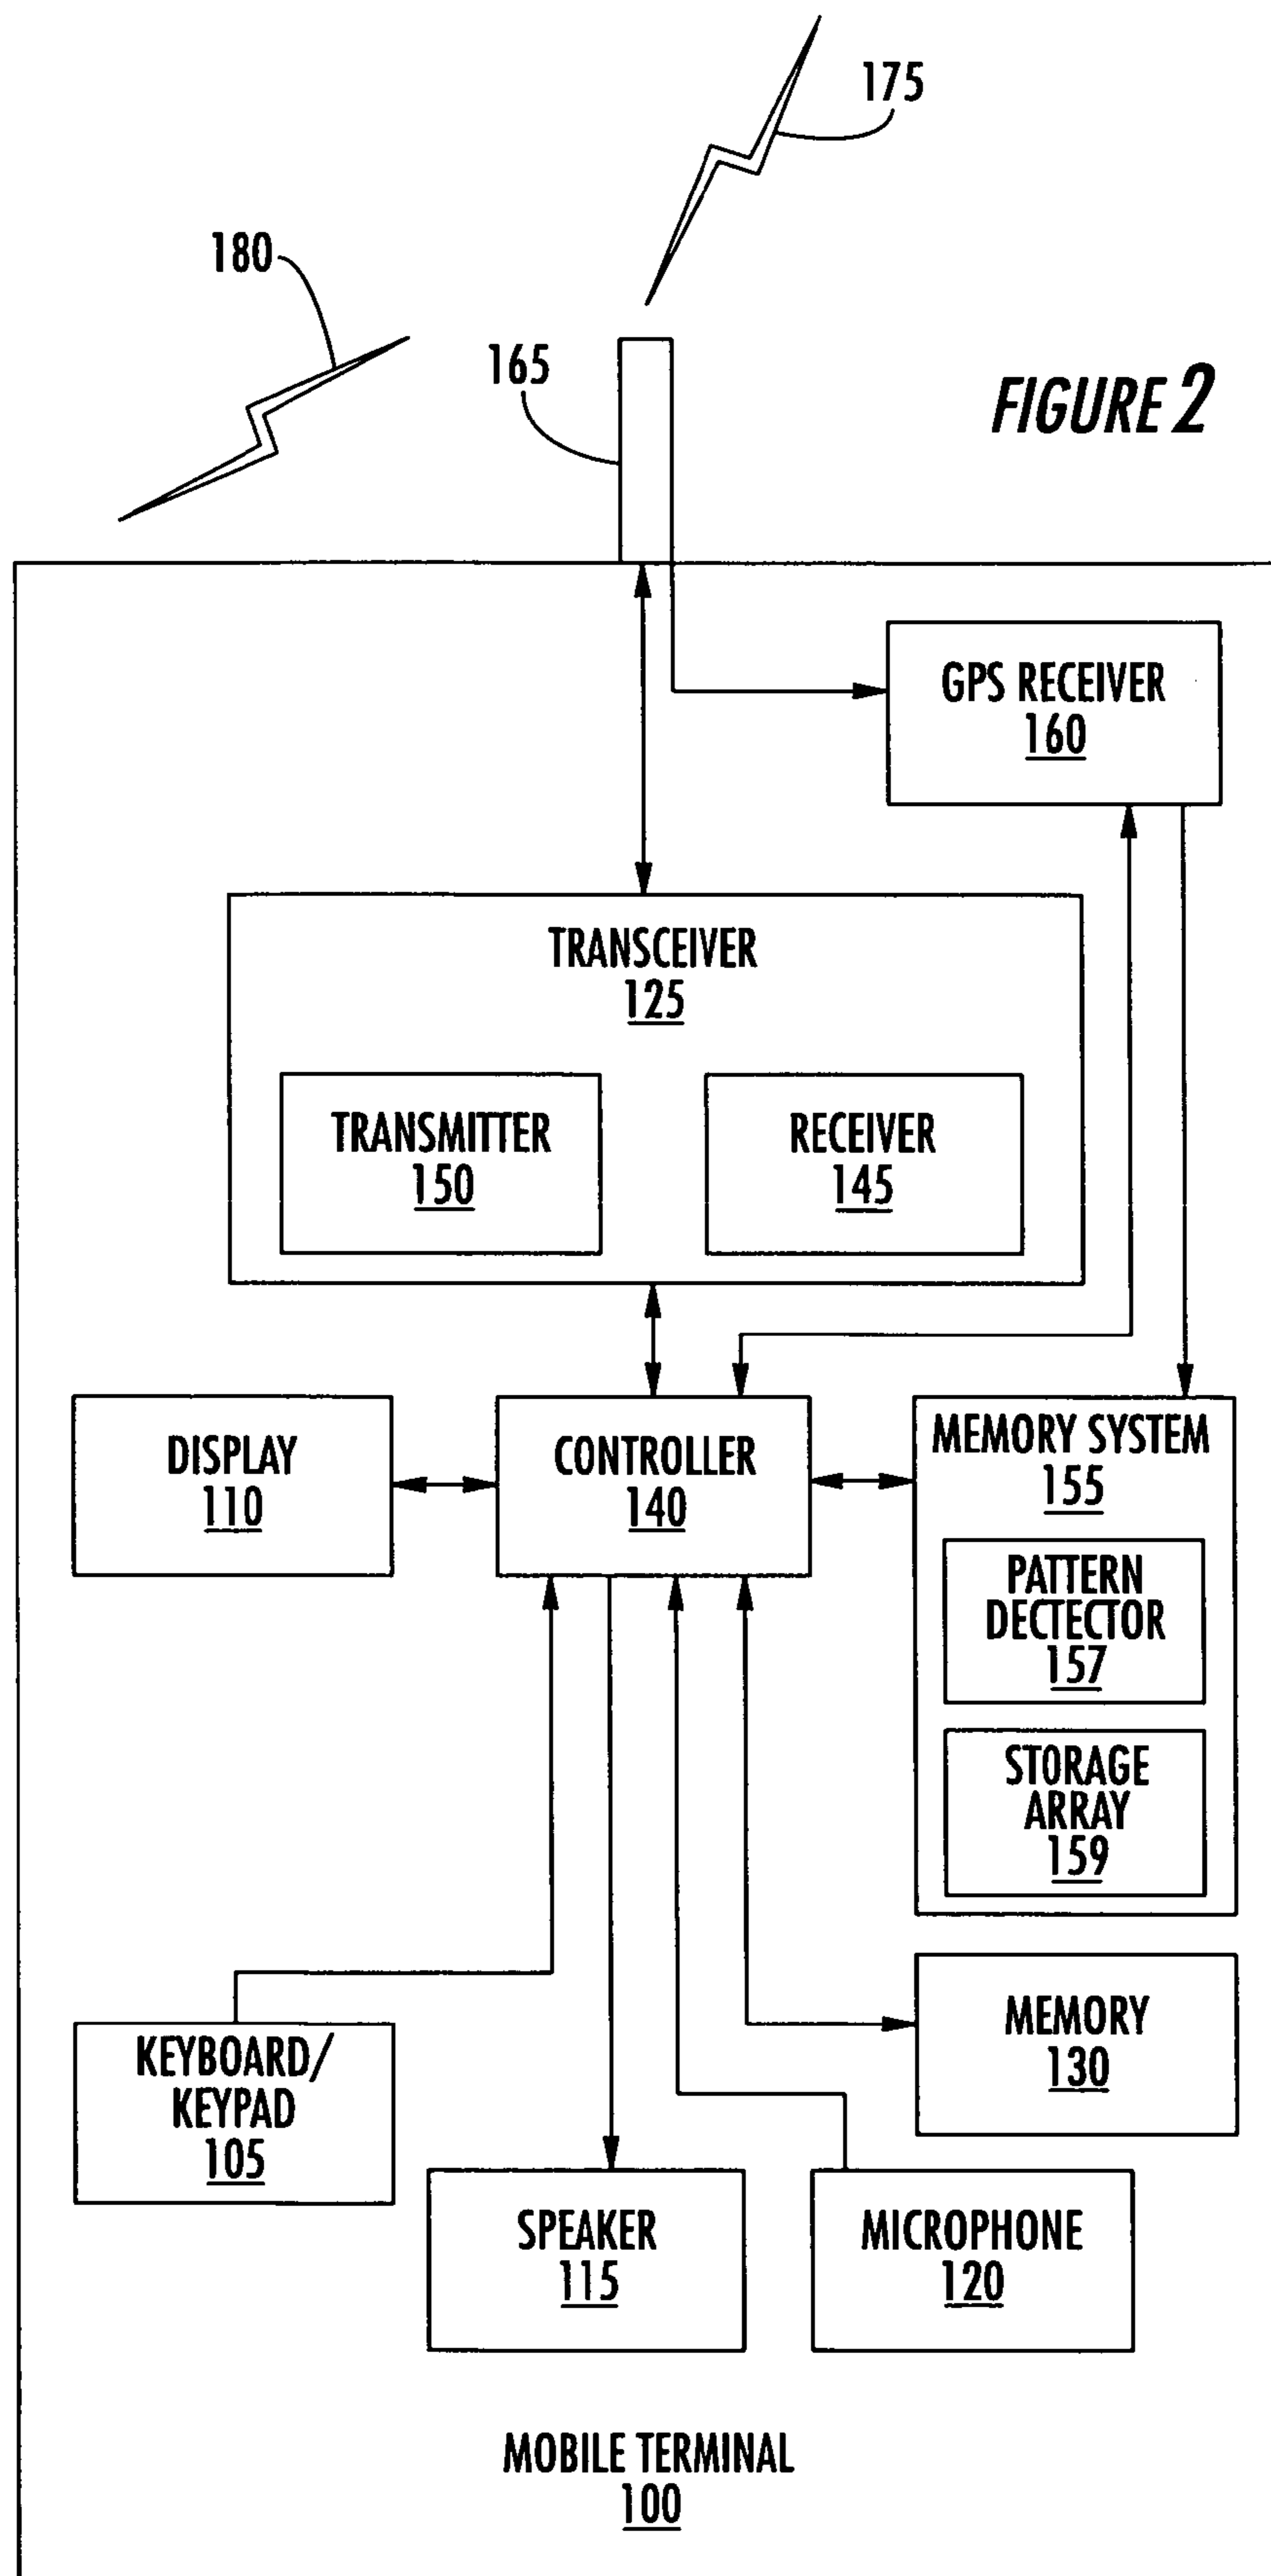 175
180
165
FIGURE 2
GPS RECEIVER
160
TRANSCEIVER
125
TRANSMITTER
150
RECEIVER
145
DISPLAY
110
CONTROLLER
140
MEMORY SYSTEM
155
PATTERN
DECTECTOR
157
STORAGE
ARRAY
159
MEMORY
130
KEYBOARD/
KEYPAD
105
SPEAKER
115
MICROPHONE
120
MOBILE TERMINAL
100